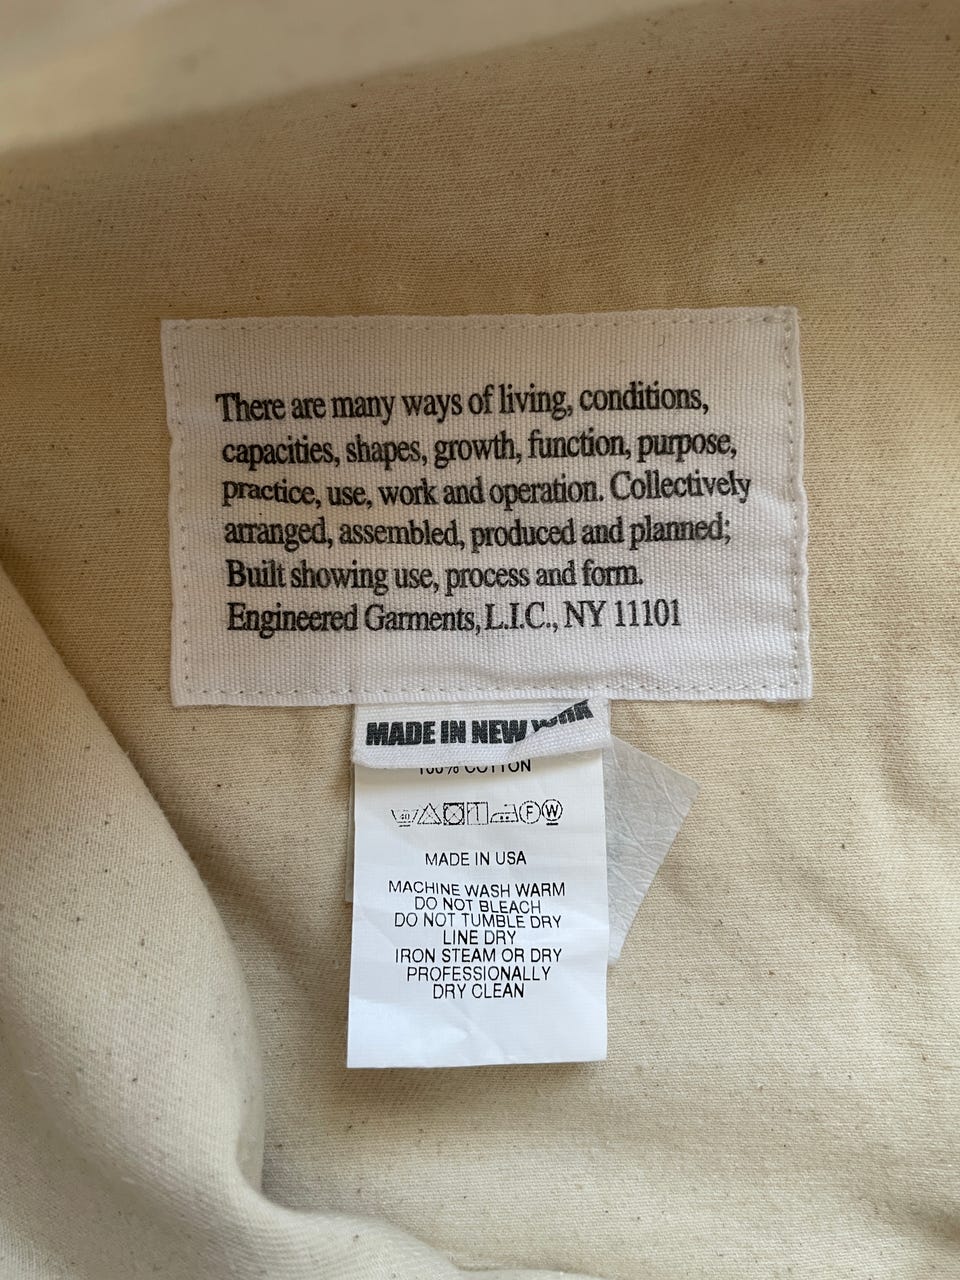 There are many ways of living, conditions,
capacities, shapes, growth, function, purpose,
practice, use, work and operation. Collectively
arranged, assembled, produced and planned;
Built showing use, process and form.
Engineered Garments, L.I.C., NY 11101
MADE IN NEW YORK
100% COTTON
40 F W
MADE IN USA
MACHINE WASH WARM
DO NOT BLEACH
DO NOT TUMBLE DRY
LINE DRY
IRON STEAM OR DRY
PROFESSIONALLY
DRY CLEAN